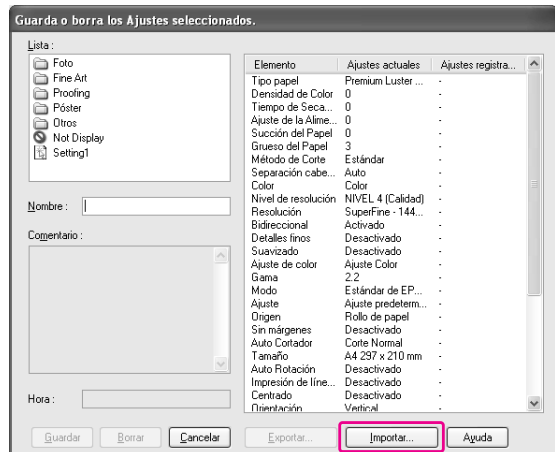 Guarda o borra los Ajustes seleccionados.
Lista :
Foto
Fine Art
Proofing
Póster
Otros
Not Display
Setting1
Nombre :
Comentario :
Hora :
Elemento Ajustes actuales Ajustes registra...
Tipo papel Premium Luster ... -
Densidad de Color 0 -
Tiempo de Seca... 0 -
Ajuste de la Alime... 0 -
Succión del Papel 0 -
Grueso del Papel 3 -
Método de Corte Estándar -
Separación cabe... Auto -
Color Color -
Nivel de resolución NIVEL 4 (Calidad) -
Resolución SuperFine - 144... -
Bidireccional Activado -
Detalles finos Desactivado -
Suavizado Desactivado -
Ajuste de color Ajuste Color -
Gama 2.2 -
Modo Estándar de EP... -
Ajuste Ajuste predeterm... -
Origen Rollo de papel -
Sin márgenes Desactivado -
Auto Cortador Corte Normal -
Tamaño A4 297 x 210 mm -
Auto Rotación Desactivado -
Impresión de líne... Desactivado -
Centrado Desactivado -
Orientación Vertical -
Guardar Borrar Cancelar Exportar... Importar... Ayuda